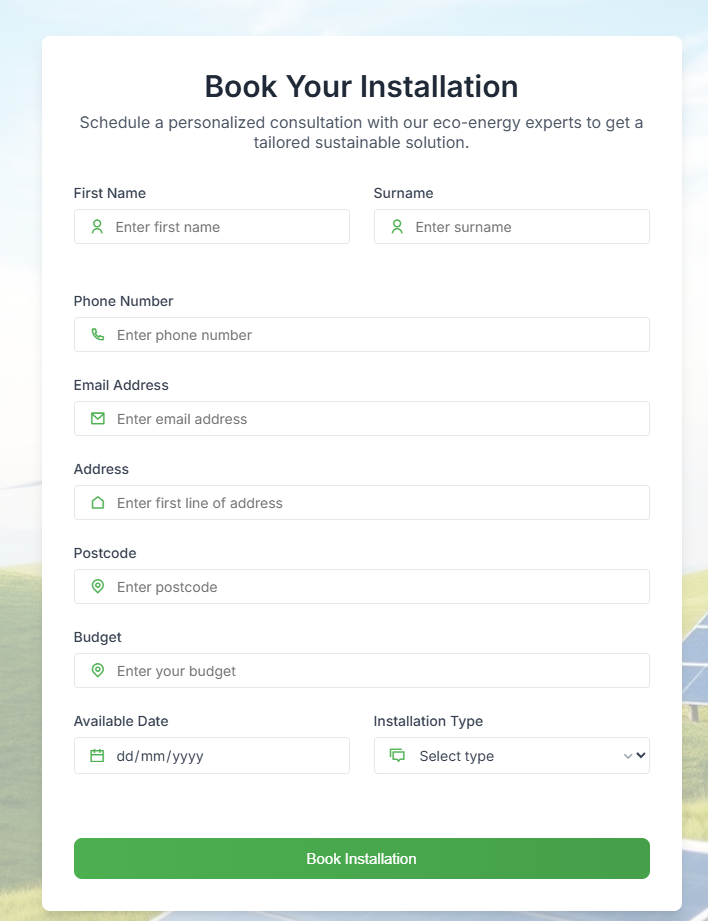 Book Your Installation
Schedule a personalized consultation with our eco-energy experts to get a
tailored sustainable solution.
First Name
Surname
Enter first name
Enter surname
Phone Number
Enter phone number
Email Address
Enter email address
Address
Enter first line of address
Postcode
Enter postcode
Budget
Enter your budget
Available Date
Installation Type
dd/mm/yyyy
Select type
Book Installation